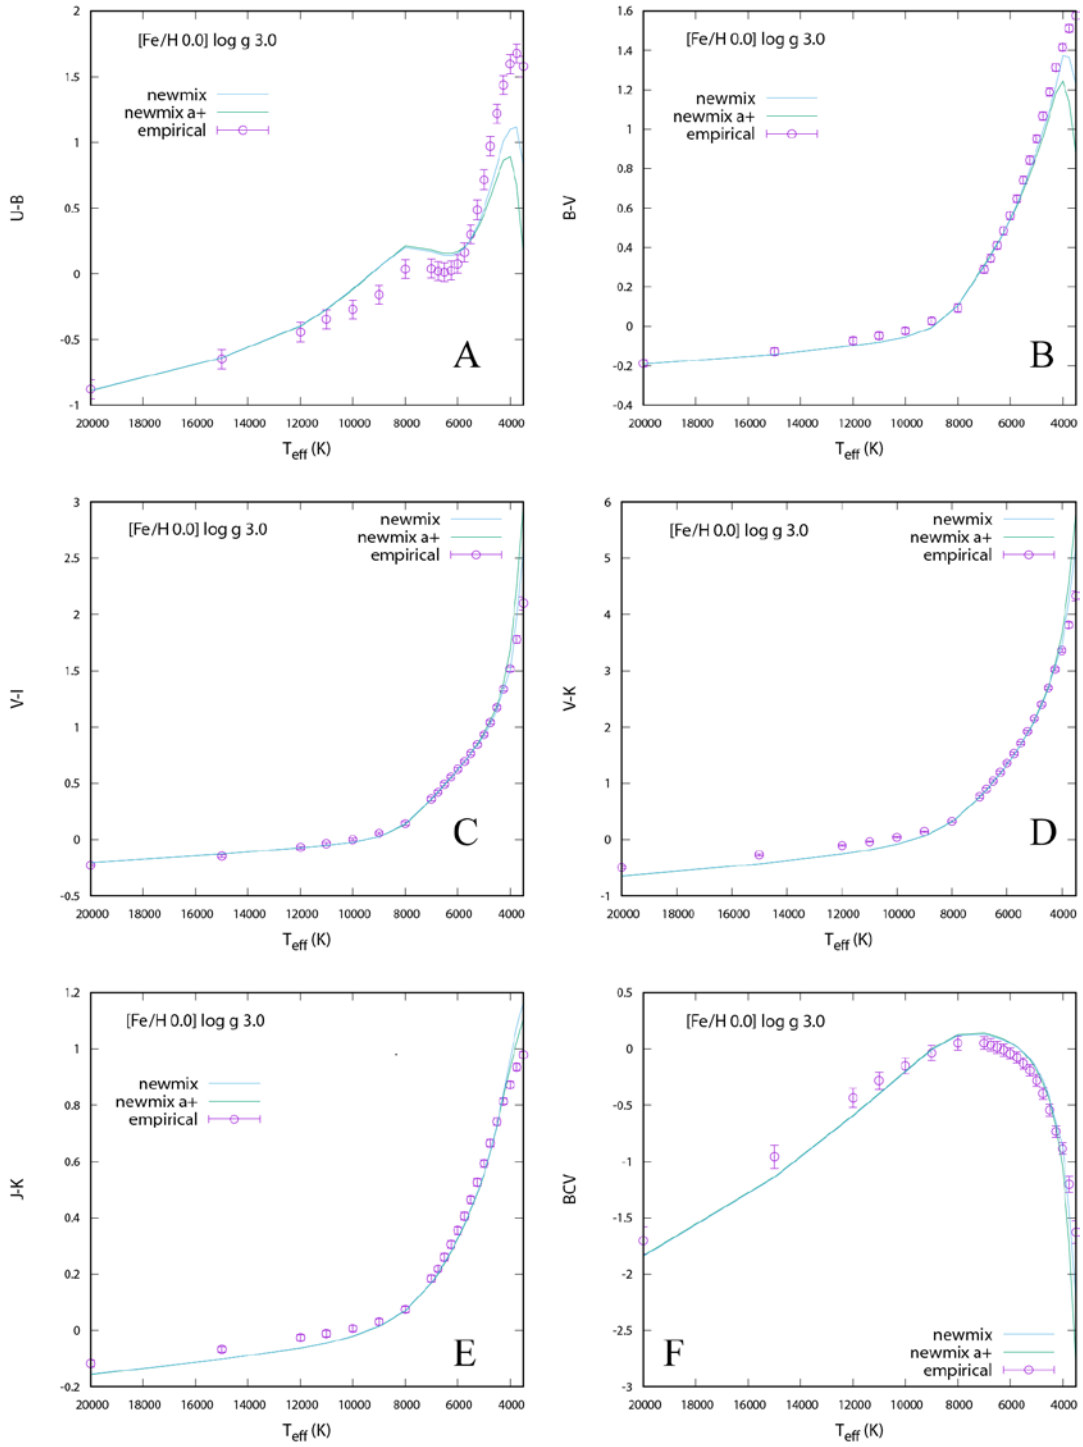 2
1.5
1
0.5
0
-0.5
-1
U-B
[Fe/H 0.0] log g 3.0
newmix
newmix a+
empirical
A
20000 18000 16000 14000 12000 10000 8000 6000 4000
Teff (K)
1.6
1.4
1.2
1
0.8
0.6
0.4
0.2
0
-0.2
-0.4
B-V
[Fe/H 0.0] log g 3.0
newmix
newmix a+
empirical
B
20000 18000 16000 14000 12000 10000 8000 6000 4000
Teff (K)
3
2.5
2
1.5
1
0.5
0
-0.5
V-I
[Fe/H 0.0] log g 3.0
newmix
newmix a+
empirical
C
20000 18000 16000 14000 12000 10000 8000 6000 4000
Teff (K)
6
5
4
3
2
1
0
-1
V-K
[Fe/H 0.0] log g 3.0
newmix
newmix a+
empirical
D
20000 18000 16000 14000 12000 10000 8000 6000 4000
Teff (K)
1.2
1
0.8
0.6
0.4
0.2
0
-0.2
J-K
[Fe/H 0.0] log g 3.0
newmix
newmix a+
empirical
E
20000 18000 16000 14000 12000 10000 8000 6000 4000
Teff (K)
0.5
0
-0.5
-1
-1.5
-2
-2.5
-3
BCV
[Fe/H 0.0] log g 3.0
F
newmix
newmix a+
empirical
20000 18000 16000 14000 12000 10000 8000 6000 4000
Teff (K)